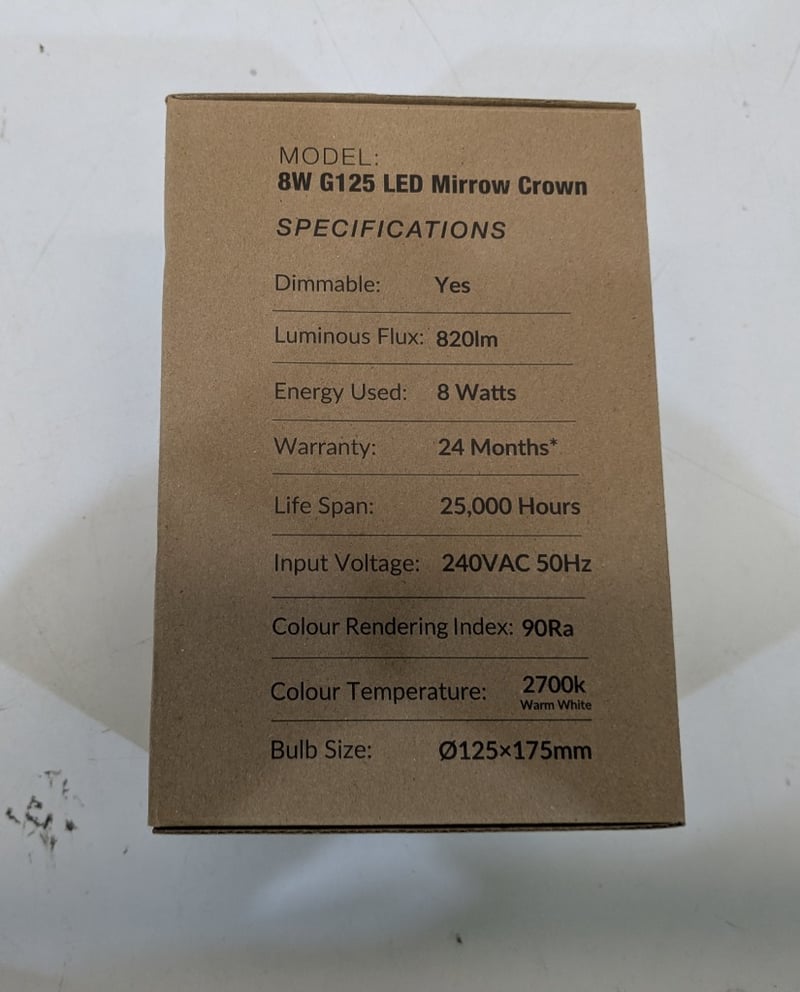 MODEL:
8W G125 LED Mirrow Crown
SPECIFICATIONS
Dimmable: Yes
Luminous Flux: 820lm
Energy Used: 8 Watts
Warranty: 24 Months*
Life Span: 25,000 Hours
Input Voltage: 240VAC 50Hz
Colour Rendering Index: 90Ra
Colour Temperature: 2700k
Warm White
Bulb Size: Ø125×175mm